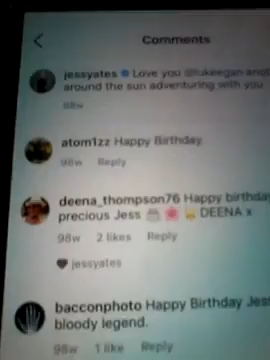 Comments
jessyates Love you @lukeegan
around the sun adventuring with you
98w
atom1zz Happy Birthday
98w Reply
deena_thompson76 Happy birthday
precious Jess 🎂 🌸 DEENA x
98w 2 likes Reply
jessyates
bacconphoto Happy Birthday Jess
bloody legend.
98w 1 like Reply